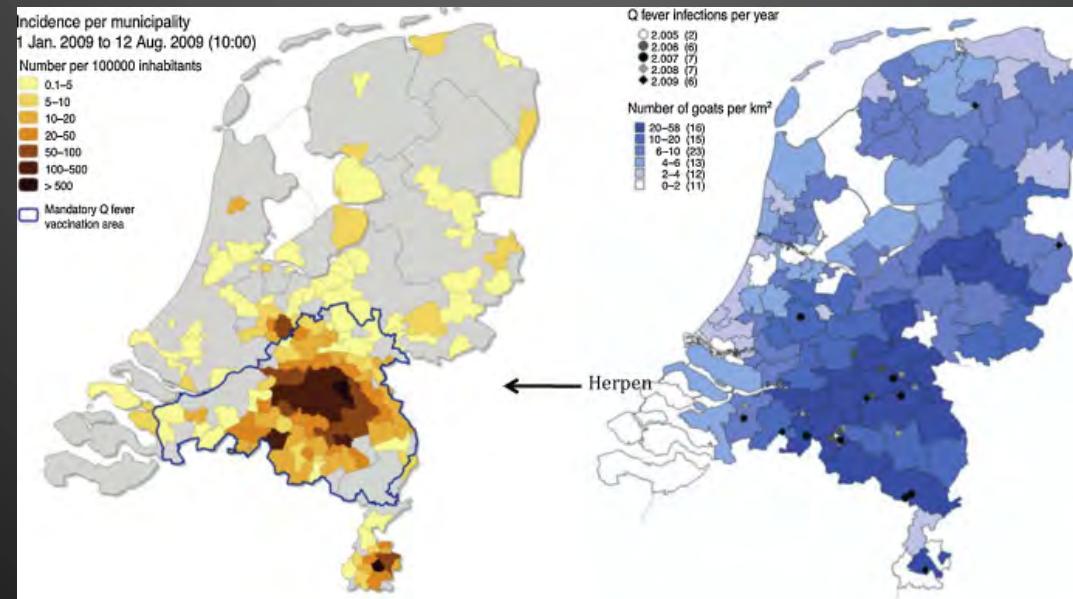 Incidence per municipality
1 Jan. 2009 to 12 Aug. 2009 (10:00)
Number per 100000 inhabitants
0.1–5
5–10
10–20
20–50
50–100
100–500
> 500
Mandatory Q fever
vaccination area
Herpen
Q fever infections per year
2.005 (2)
2.006 (6)
2.007 (7)
2.008 (7)
2.009 (6)
Number of goats per km²
20–58 (16)
10–20 (15)
6–10 (23)
4–6 (13)
2–4 (12)
0–2 (11)